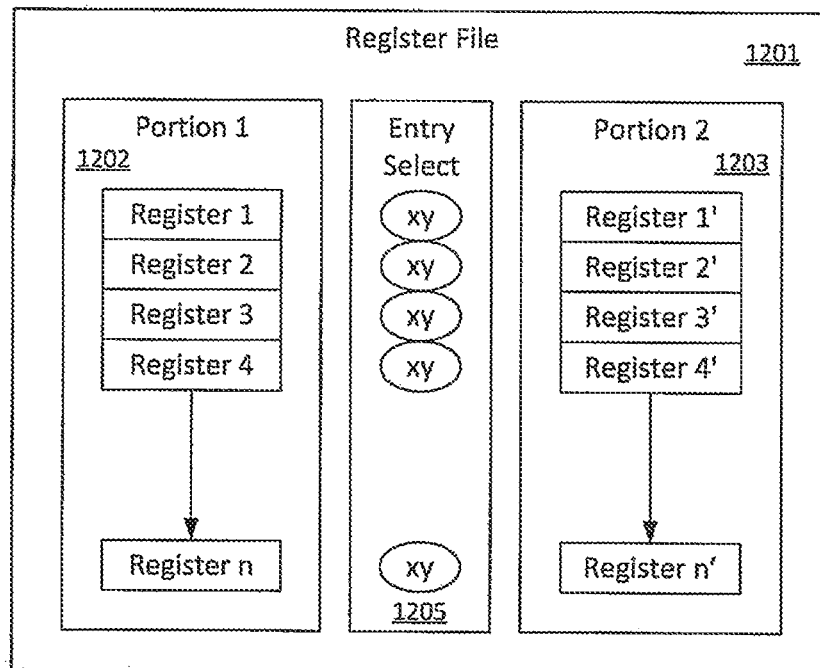 Register File
1201
Portion 1
1202
Register 1
Register 2
Register 3
Register 4
Register n
Entry
Select
xy
xy
xy
xy
xy
1205
Portion 2
1203
Register 1'
Register 2'
Register 3'
Register 4'
Register n'